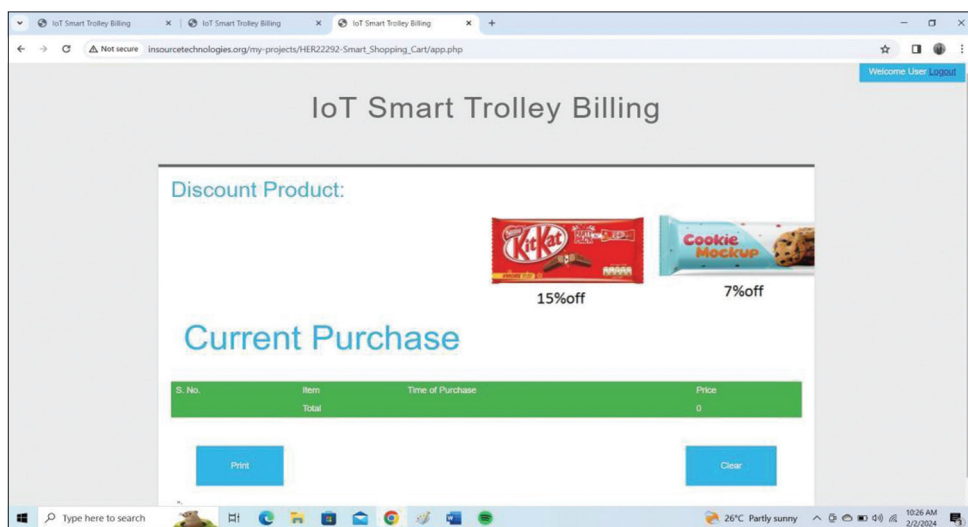 IoT Smart Trolley Billing
IoT Smart Trolley Billing
IoT Smart Trolley Billing
Not secure insourcetechnologies.org/my-projects/HER22292-Smart_Shopping_Cart/app.php
Welcome User Logout
IoT Smart Trolley Billing
Discount Product:
Nestle
KitKat
Cookie
Mockup
15%off
7%off
Current Purchase
S. No. Item Time of Purchase Price
Total 0
Print Clear
Type here to search
26°C Partly sunny
10:26 AM
2/2/2024